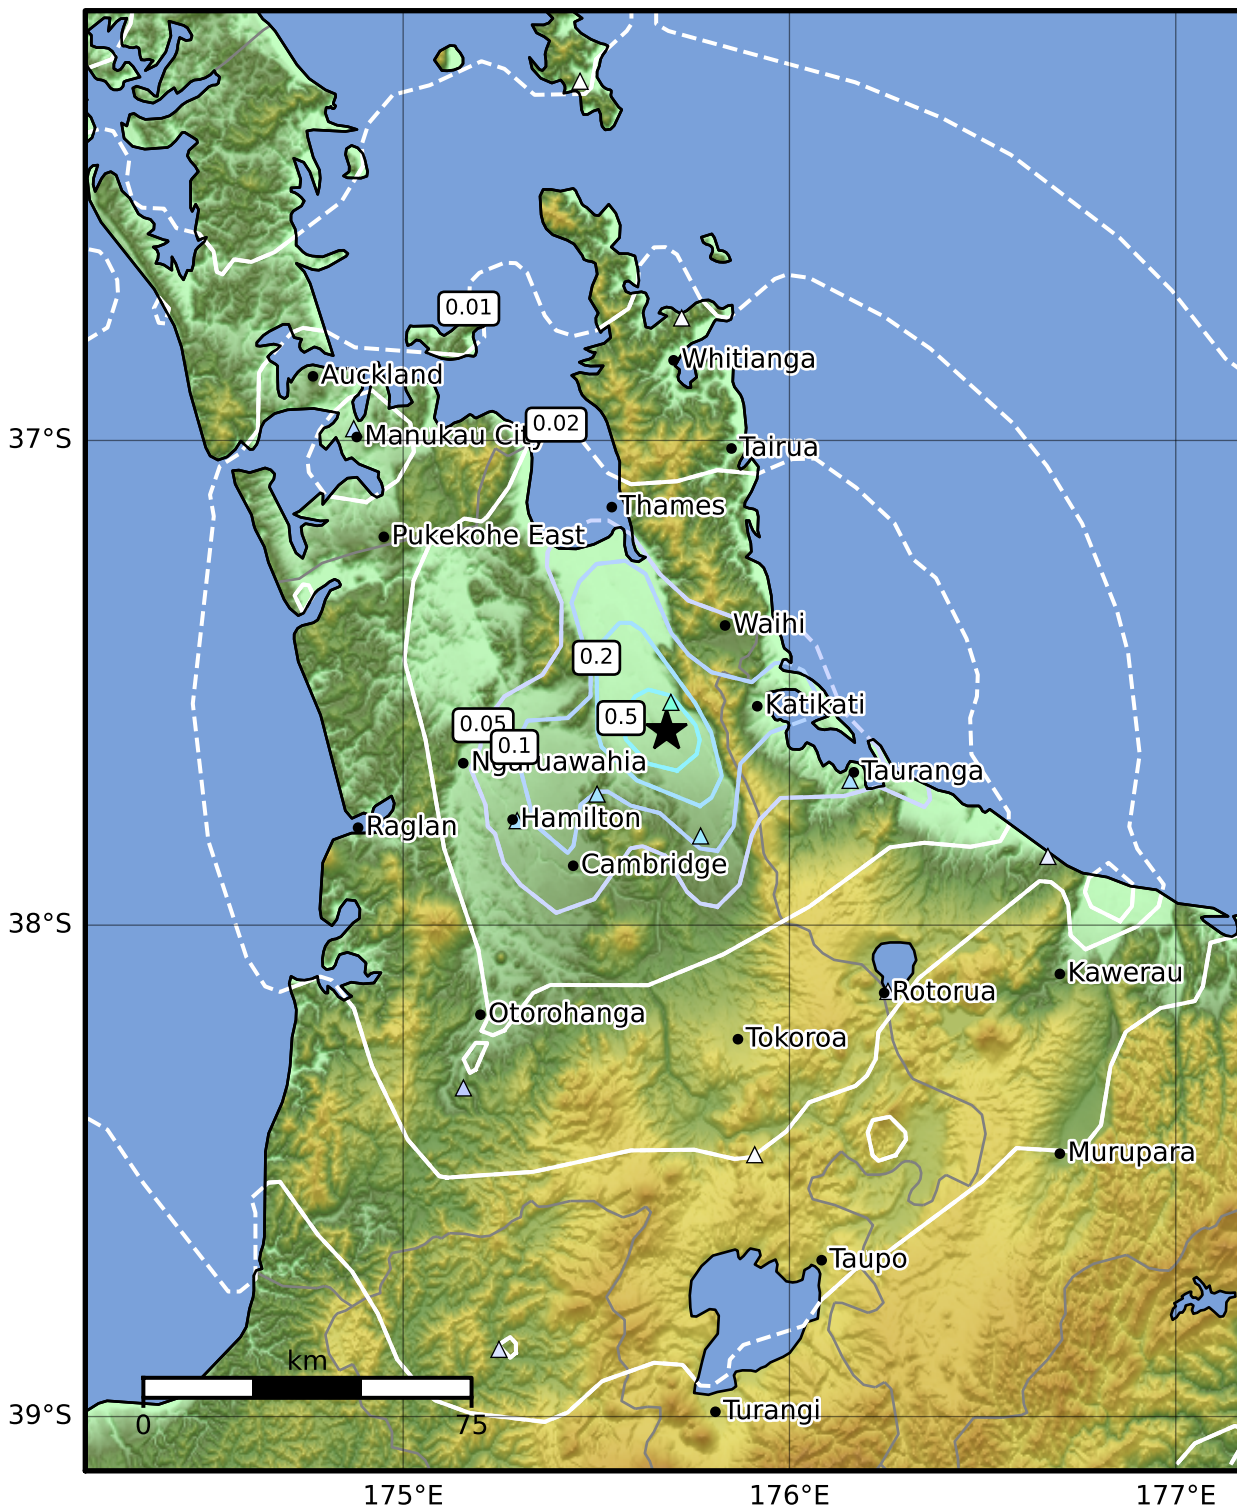 0.01
Whitianga
Auckland
0.02
Manukau City
37°S
Tairua
Thames
Pukekohe East
Waihi
0.2
Katikati
0.5
0.05
0.1
Ngaruawahia
Tauranga
Hamilton
Raglan
Cambridge
38°S
Kawerau
Rotorua
Otorohanga
Tokoroa
Murupara
Taupo
km
0
75
Turangi
39°S
175°E
176°E
177°E